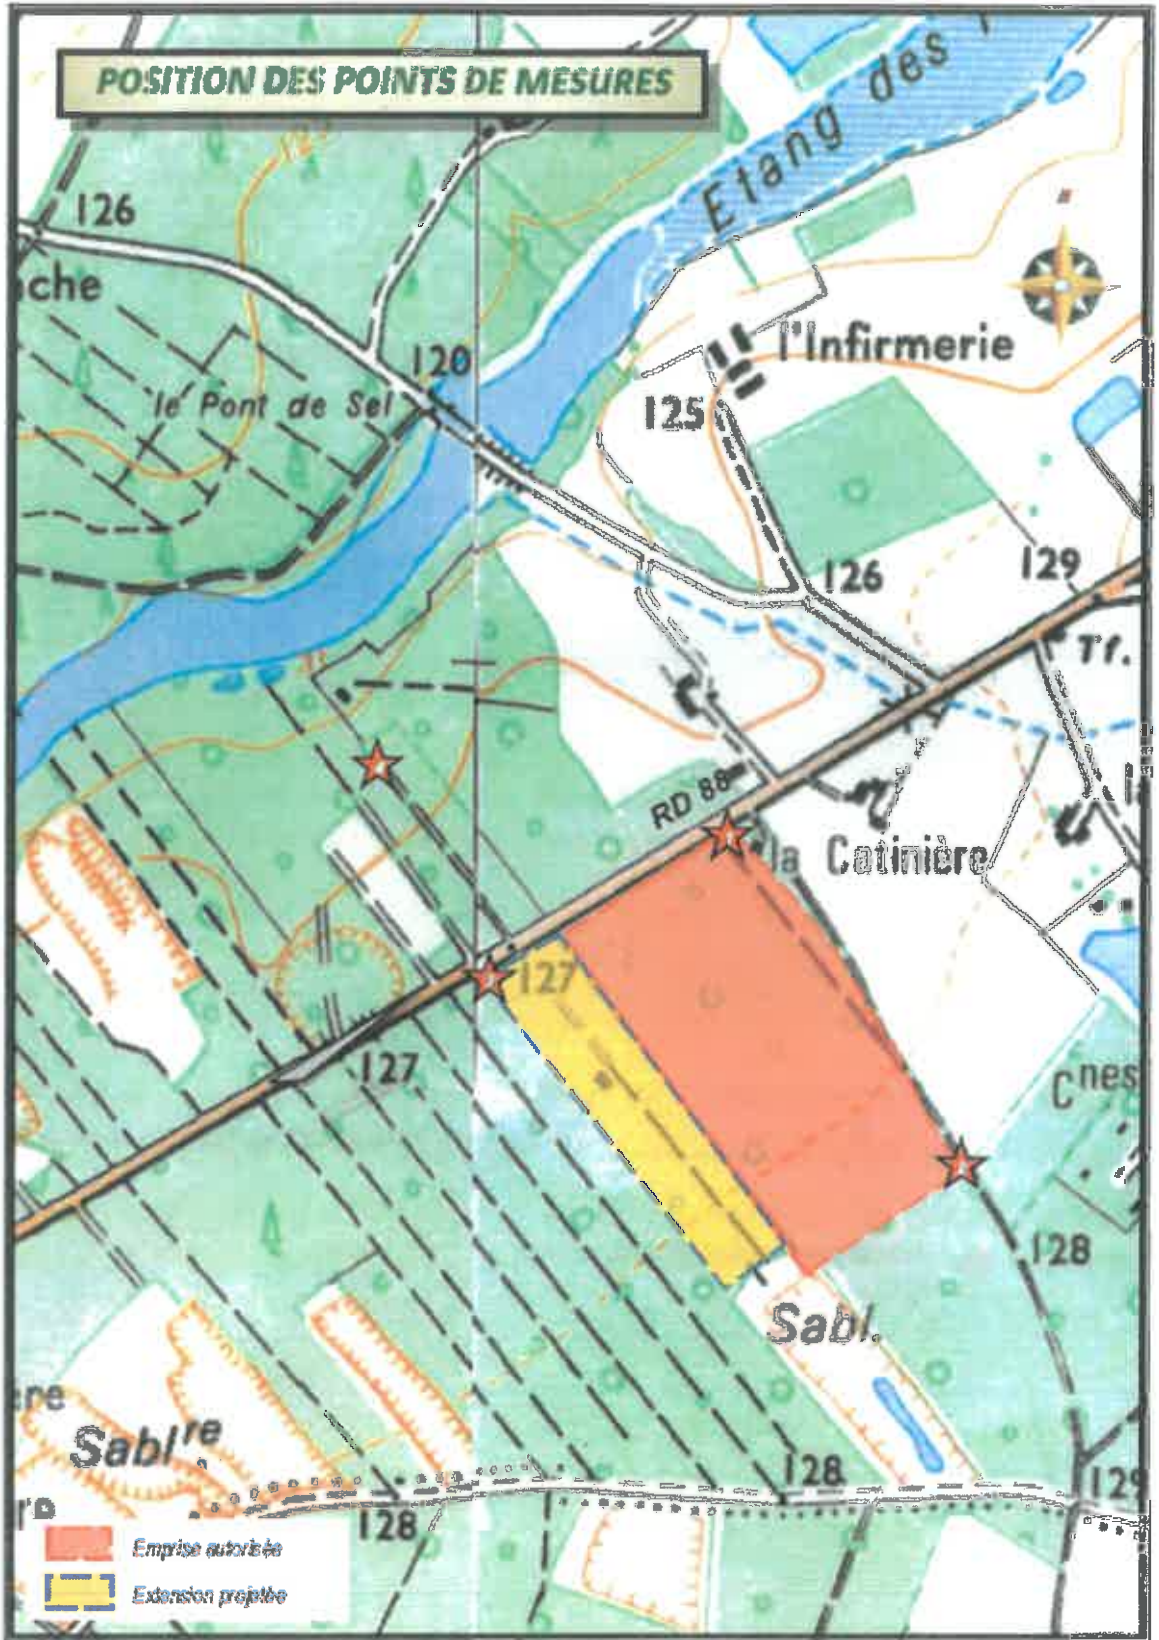 POSITION DES POINTS DE MESURES
Etang des
126
che
120
le Pont de Sel
l'Infirmerie
125
126
129
Tf.
RD 88
la Catinière
127
127
Cnes
128
Sabl.
ère
Sablre
128
128
129
Emprise autorisée
Extension projetée